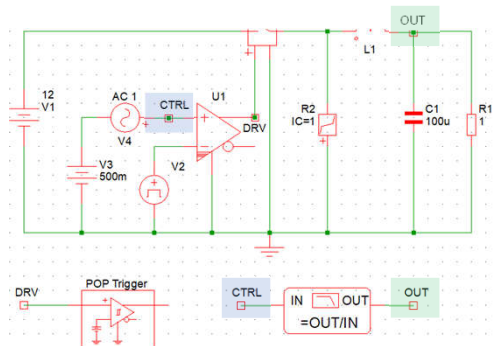 OUT
L1
12
V1
AC 1
CTRL
U1
V4
DRV
R2
IC=1
C1
100u
R1
1
V3
500m
V2
POP Trigger
DRV
CTRL
IN OUT
=OUT/IN
OUT